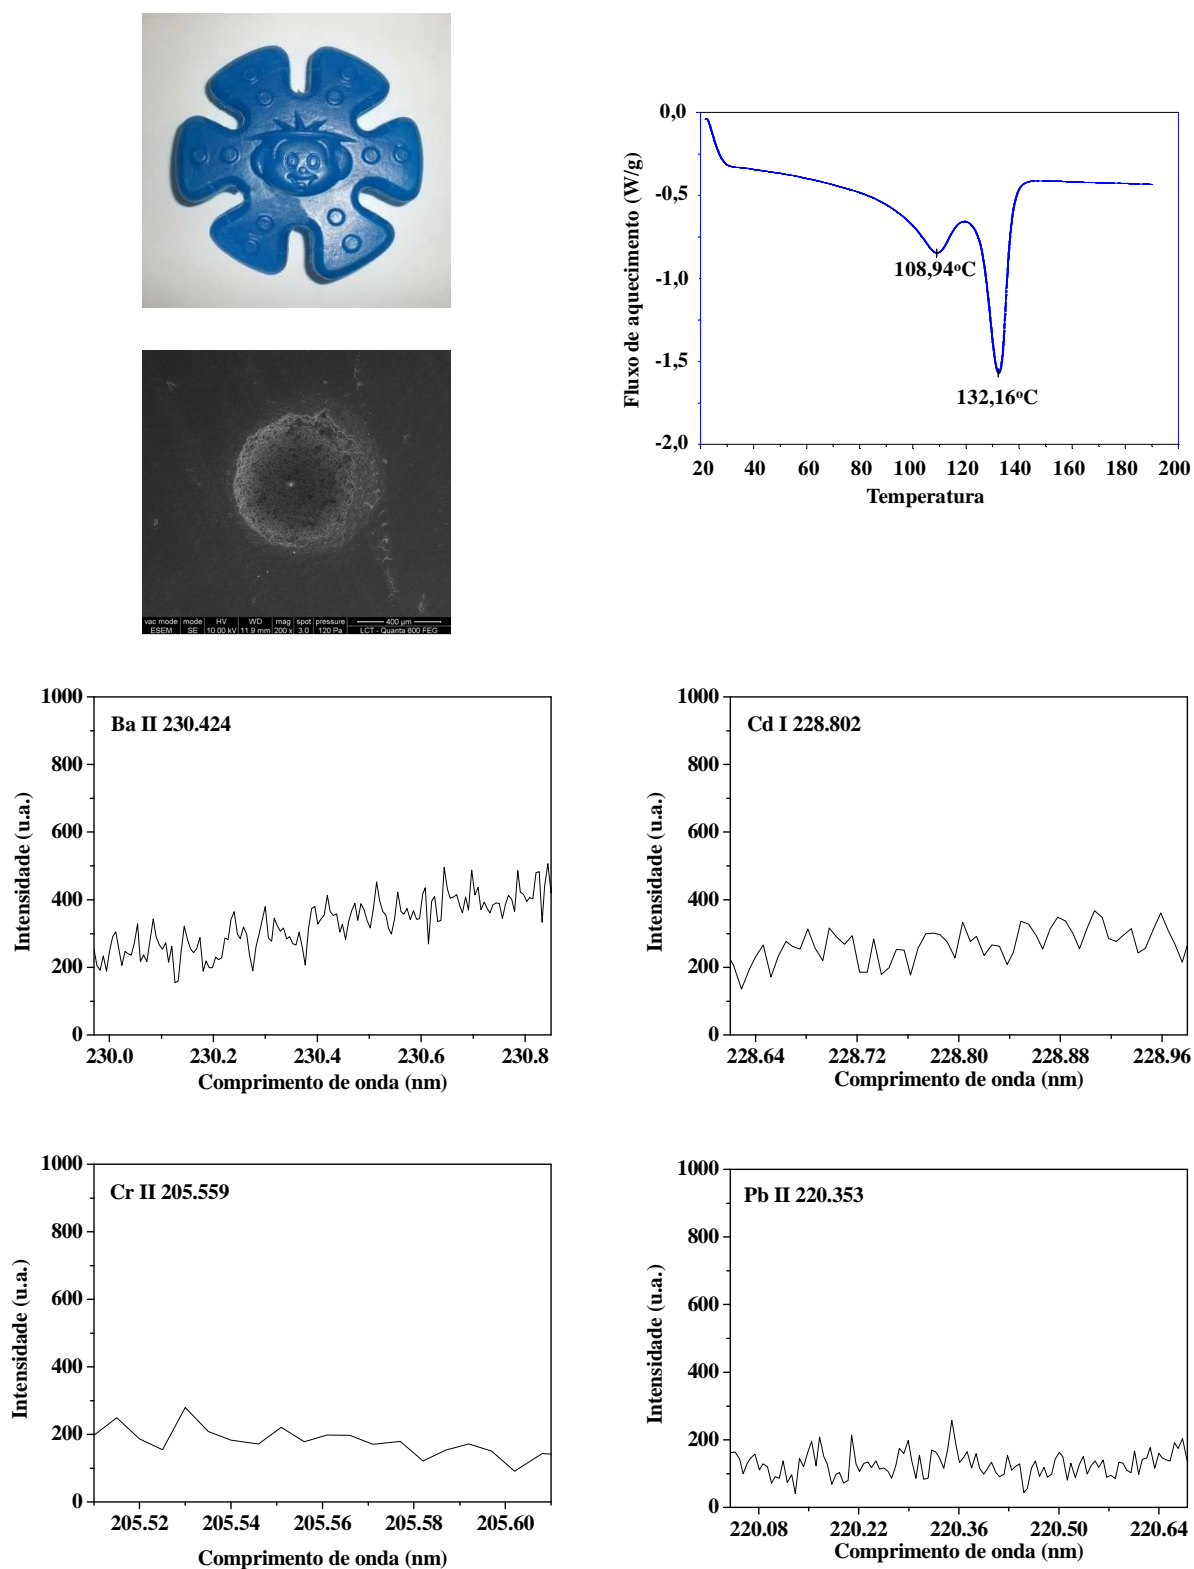 0,0
-0,5
-1,0
-1,5
-2,0
Fluxo de aquecimento (W/g)
108,94ºC
132,16ºC
20 40 60 80 100 120 140 160 180 200
Temperatura
vac mode mode HV WD mag spot pressure 400 µm
ESEM SE 10.00 kV 11.9 mm 200 x 3.0 120 Pa LCT - Quanta 600 FEG
Ba II 230.424
1000
800
600
400
200
0
Intensidade (u.a.)
230.0 230.2 230.4 230.6 230.8
Comprimento de onda (nm)
Cd I 228.802
1000
800
600
400
200
0
Intensidade (u.a.)
228.64 228.72 228.80 228.88 228.96
Comprimento de onda (nm)
Cr II 205.559
1000
800
600
400
200
0
Intensidade (u.a.)
205.52 205.54 205.56 205.58 205.60
Comprimento de onda (nm)
Pb II 220.353
1000
800
600
400
200
0
Intensidade (u.a.)
220.08 220.22 220.36 220.50 220.64
Comprimento de onda (nm)